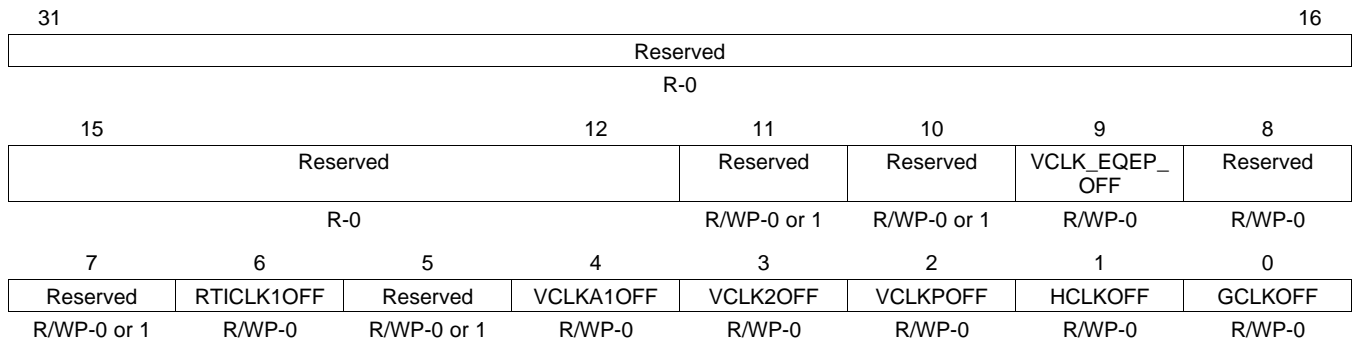 31 16
Reserved
R-0
15 12 11 10 9 8
Reserved Reserved Reserved VCLK_EQEP_ Reserved
OFF
R-0 R/WP-0 or 1 R/WP-0 or 1 R/WP-0 R/WP-0
7 6 5 4 3 2 1 0
Reserved RTICLK1OFF Reserved VCLKA1OFF VCLK2OFF VCLKPOFF HCLKOFF GCLKOFF
R/WP-0 or 1 R/WP-0 R/WP-0 or 1 R/WP-0 R/WP-0 R/WP-0 R/WP-0 R/WP-0